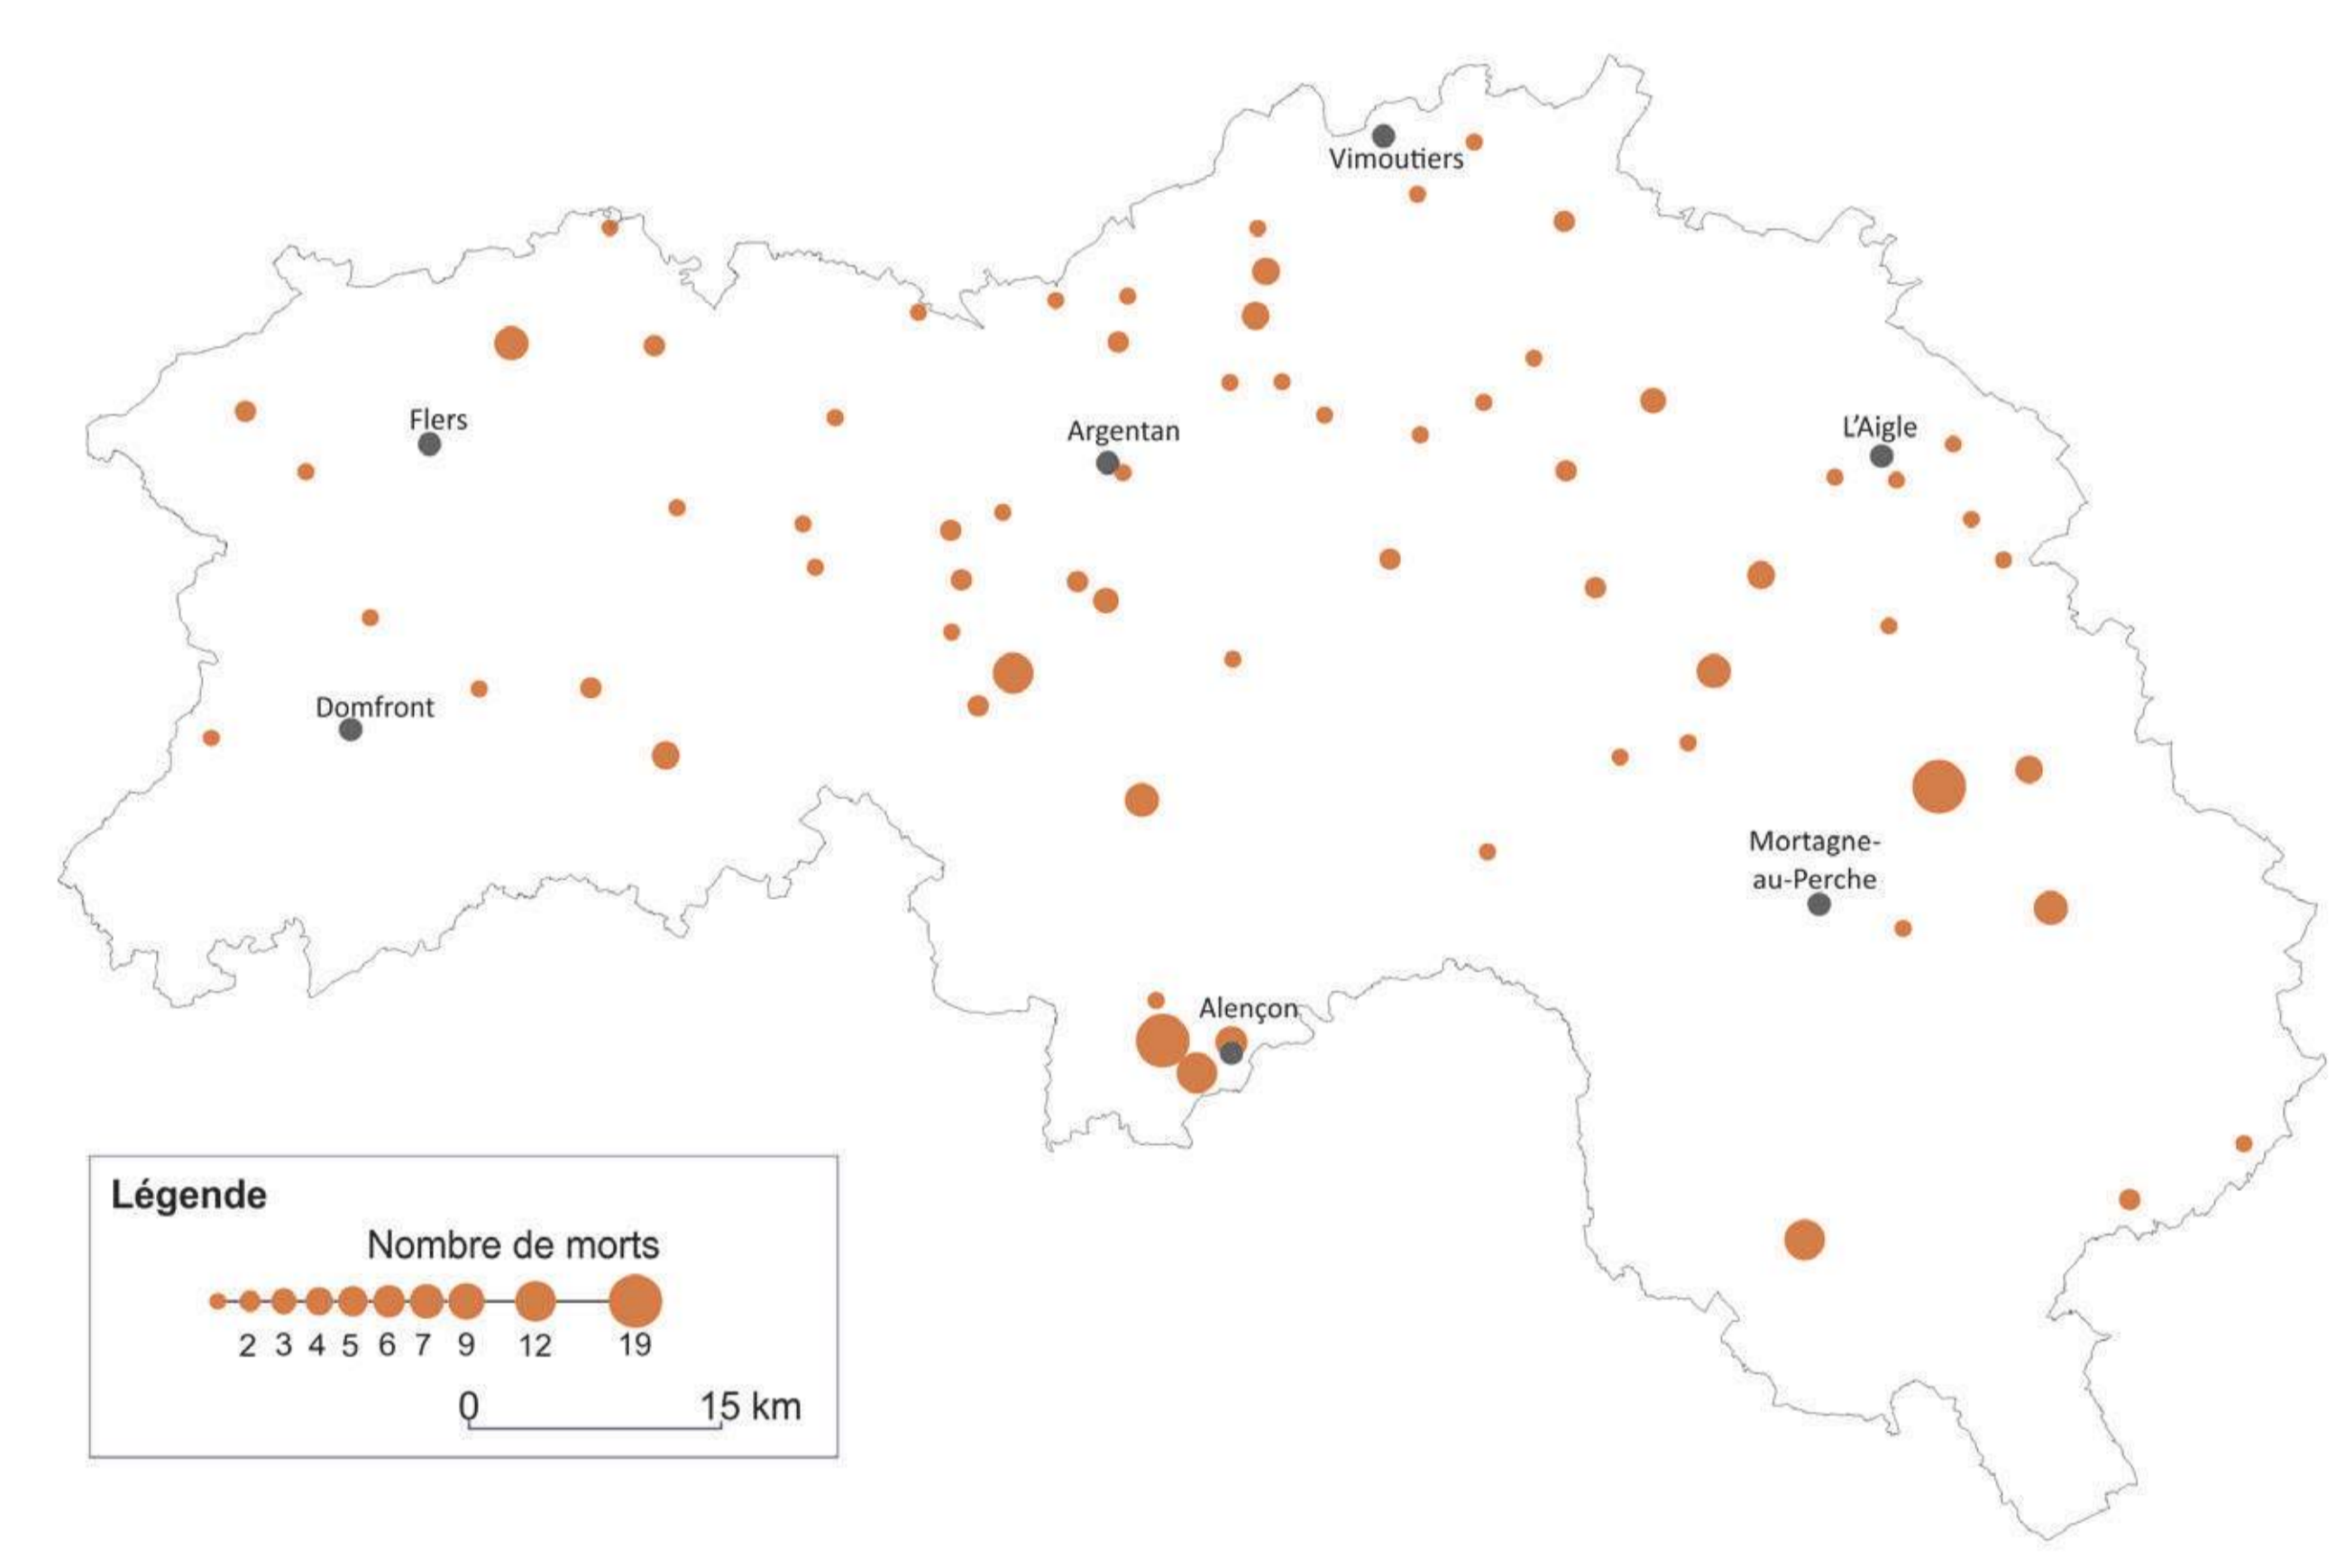 Vimoutiers
Flers
Argentan
L'Aigle
Domfront
Mortagne-
au-Perche
Alençon
Légende
Nombre de morts
2 3 4 5 6 7 9 12 19
0 15 km